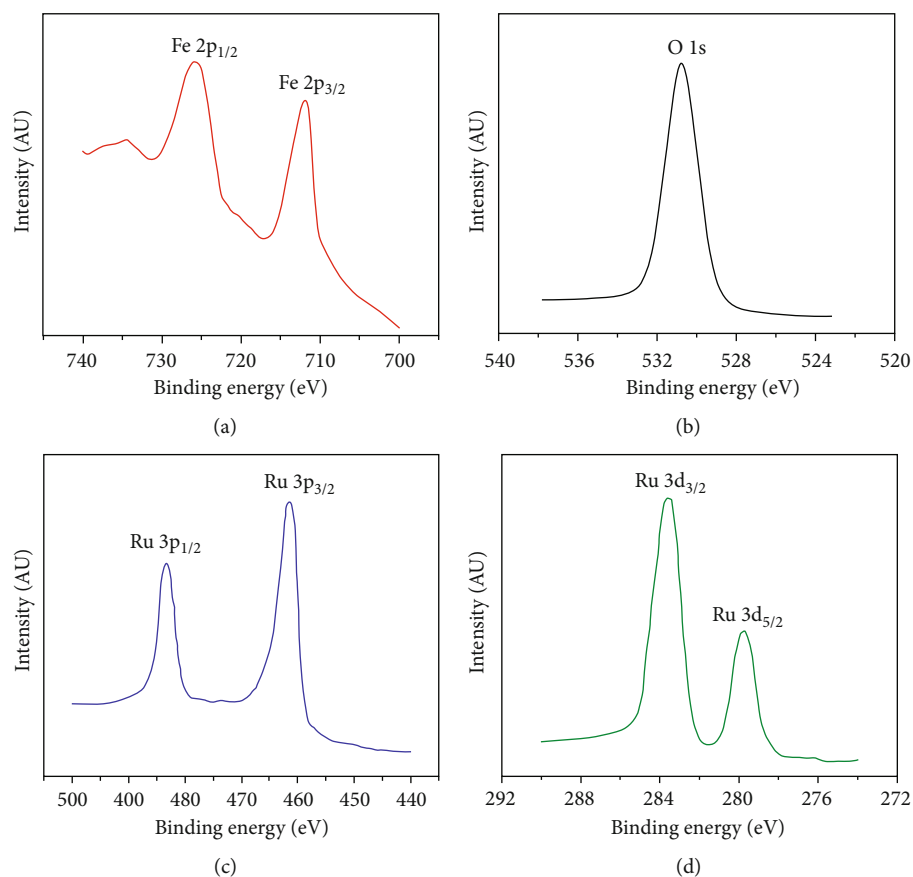 Fe 2p1/2
Fe 2p3/2
Intensity (AU)
740 730 720 710 700
Binding energy (eV)
(a)
O 1s
Intensity (AU)
540 536 532 528 524 520
Binding energy (eV)
(b)
Ru 3p1/2
Ru 3p3/2
Intensity (AU)
500 490 480 470 460 450 440
Binding energy (eV)
(c)
Ru 3d3/2
Ru 3d5/2
Intensity (AU)
292 288 284 280 276 272
Binding energy (eV)
(d)